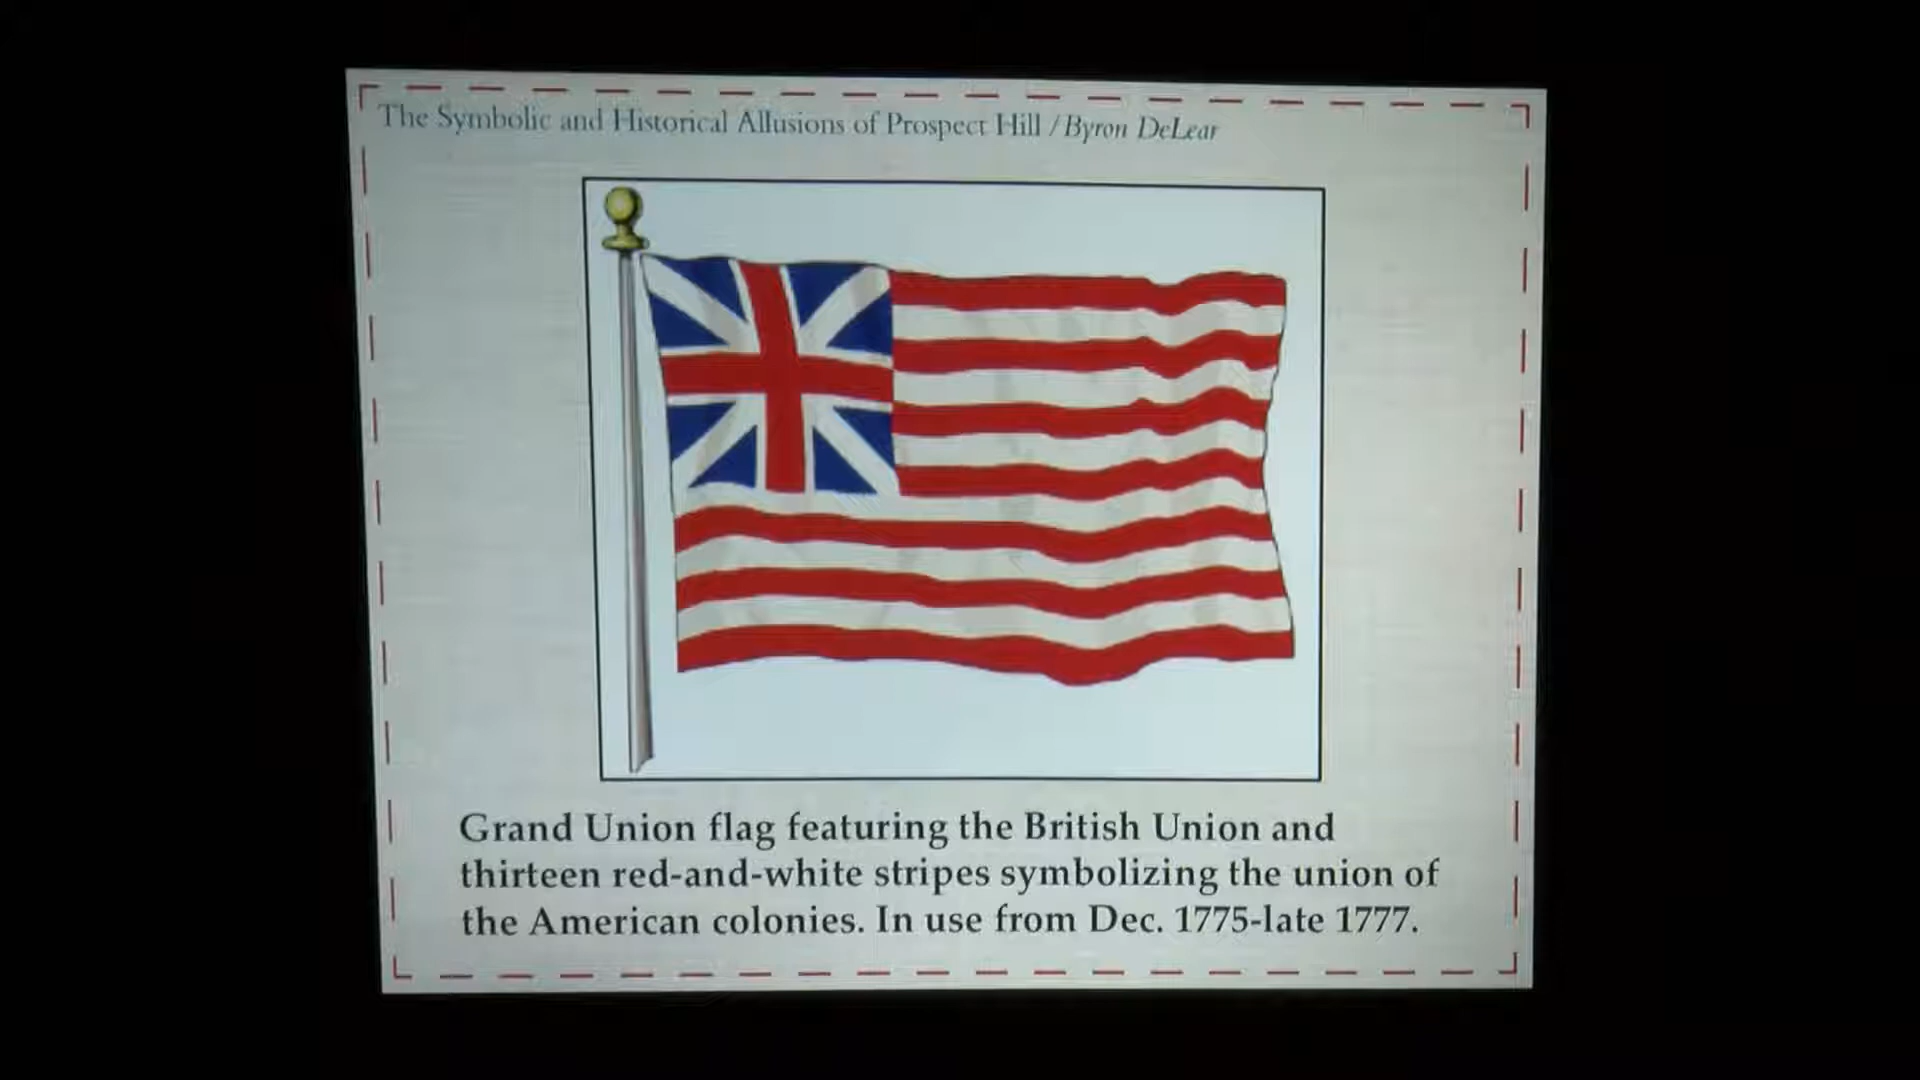 The Symbolic and Historical Allusions of Prospect Hill / Byron DeLear
Grand Union flag featuring the British Union and
thirteen red-and-white stripes symbolizing the union of
the American colonies. In use from Dec. 1775-late 1777.